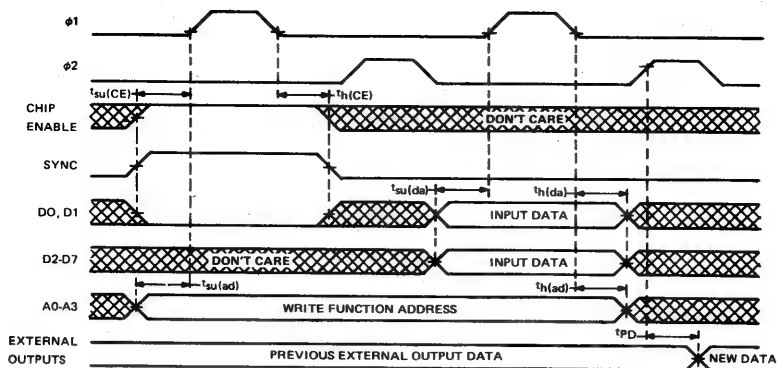 φ1
φ2
tsu(CE)
th(CE)
CHIP
ENABLE
DON'T CARE
SYNC
tsu(da)
th(da)
DO, D1
INPUT DATA
D2-D7
DON'T CARE
INPUT DATA
tsu(ad)
th(ad)
A0-A3
WRITE FUNCTION ADDRESS
tPD
EXTERNAL
OUTPUTS
PREVIOUS EXTERNAL OUTPUT DATA
NEW DATA